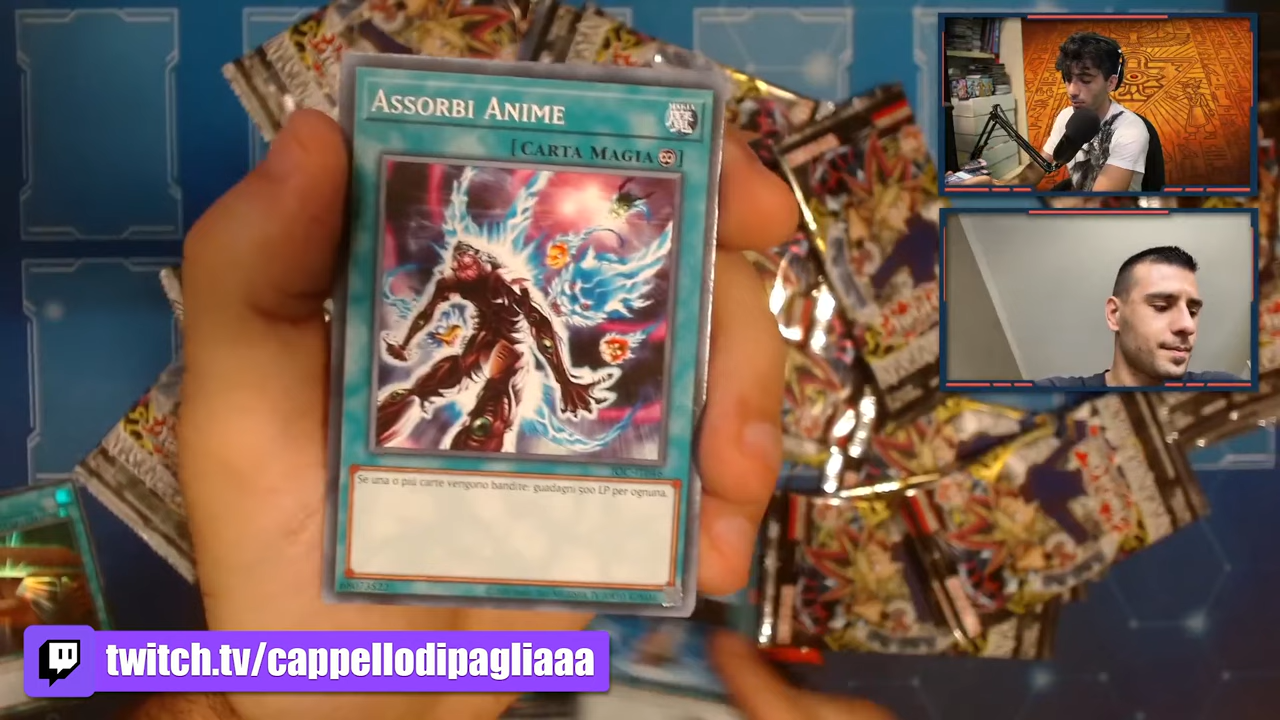 ASSORBI ANIME
[CARTA MAGIA ]
Se una o più carte vengono bandite: guadagni 500 LP per ognuna.
twitch.tv/cappellodipagliaaa